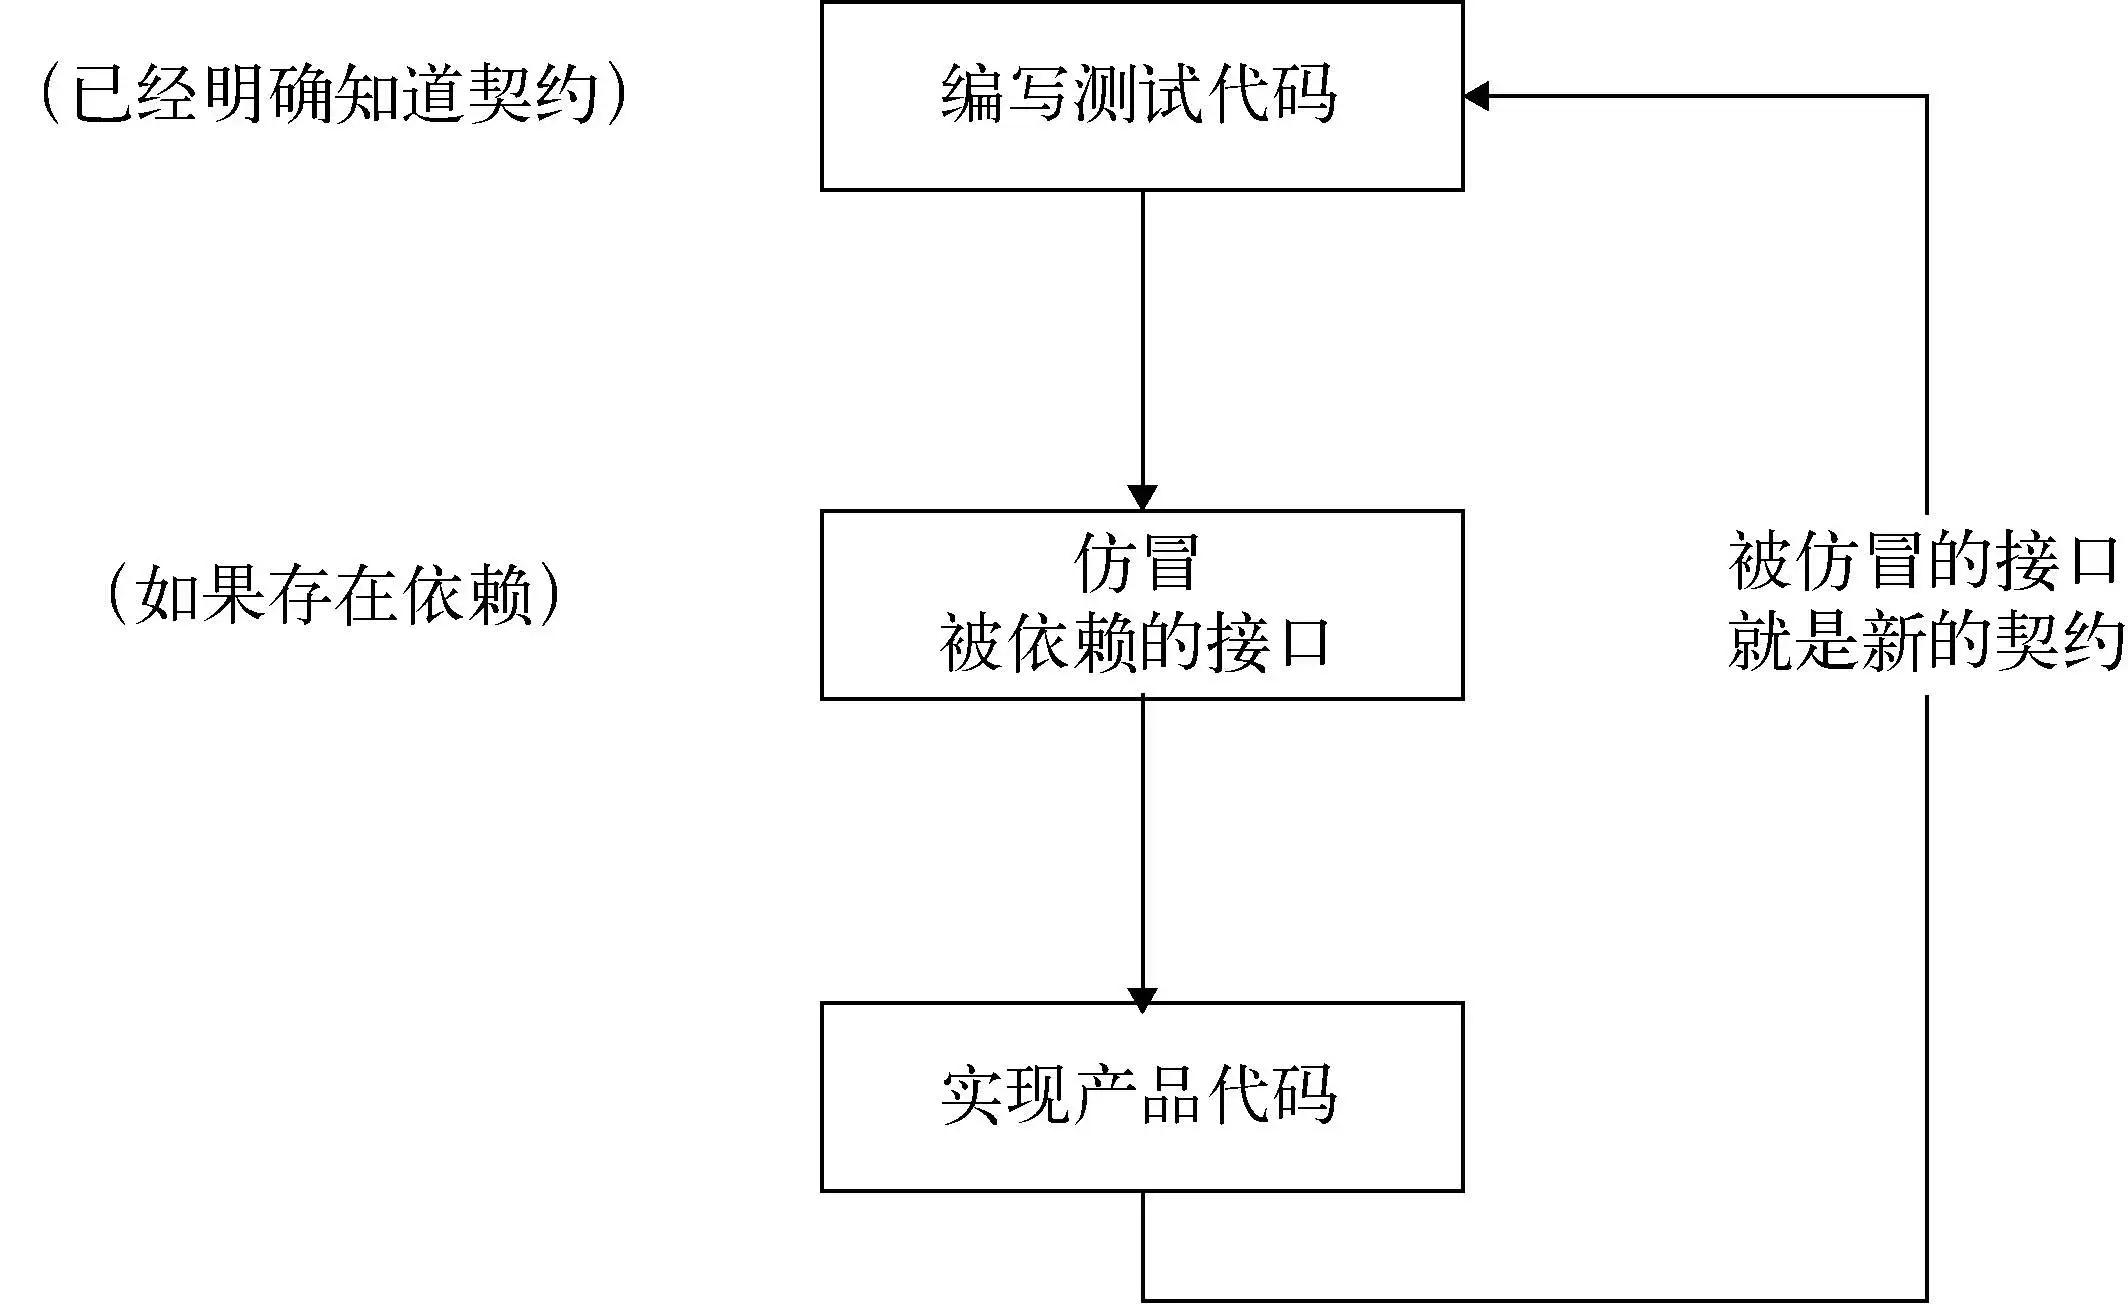 （已经明确知道契约）
编写测试代码
（如果存在依赖）
仿冒
被依赖的接口
被仿冒的接口
就是新的契约
实现产品代码